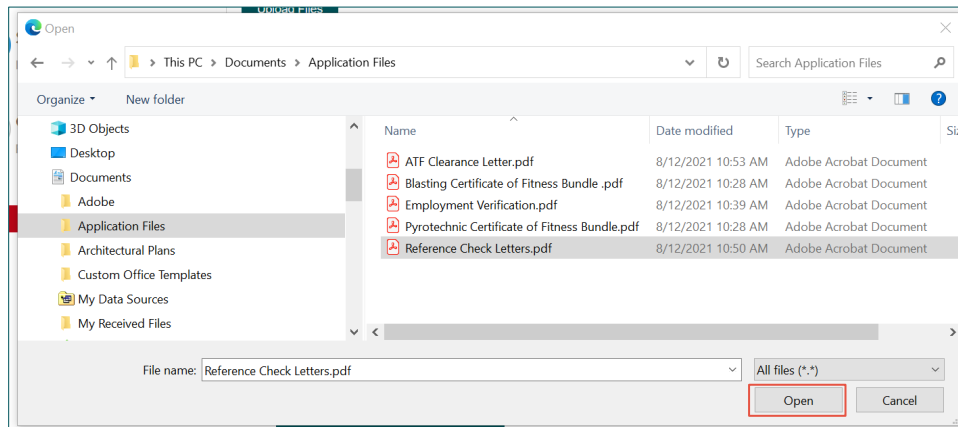 Upload Files
Open
This PC > Documents > Application Files
Search Application Files
Organize New folder
Name Date modified Type Siz
3D Objects
Desktop
Documents
Adobe
Application Files
Architectural Plans
Custom Office Templates
My Data Sources
My Received Files
ATF Clearance Letter.pdf 8/12/2021 10:53 AM Adobe Acrobat Document
Blasting Certificate of Fitness Bundle .pdf 8/12/2021 10:28 AM Adobe Acrobat Document
Employment Verification.pdf 8/12/2021 10:39 AM Adobe Acrobat Document
Pyrotechnic Certificate of Fitness Bundle.pdf 8/12/2021 10:28 AM Adobe Acrobat Document
Reference Check Letters.pdf 8/12/2021 10:50 AM Adobe Acrobat Document
File name: Reference Check Letters.pdf
All files (*.*)
Open Cancel